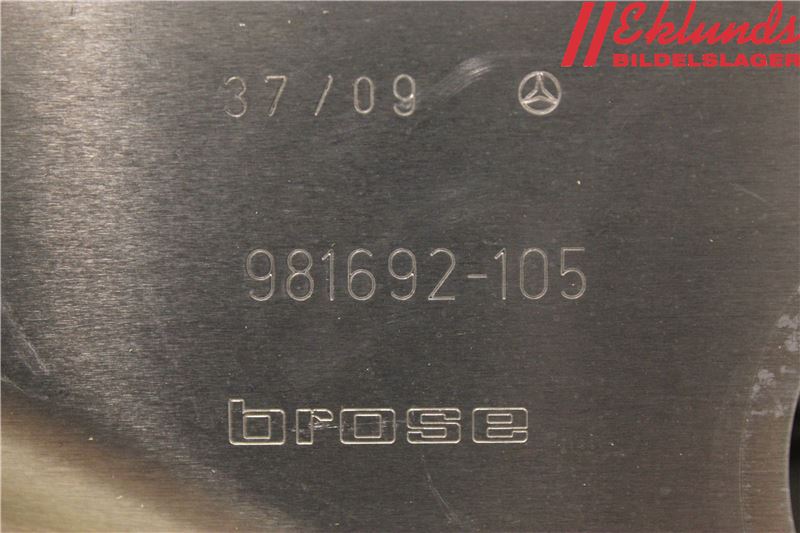 Eklunds
BILDELSLAGER
37/09
981692-105
brose